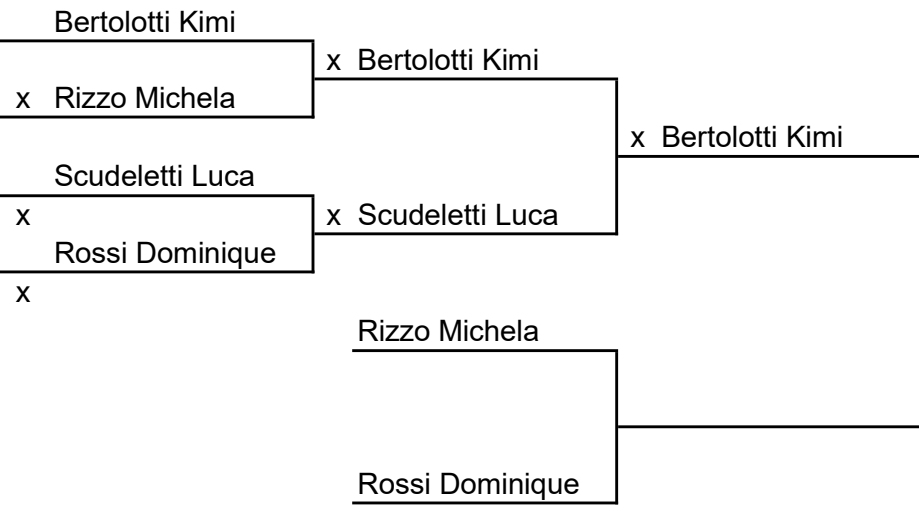 Bertolotti Kimi
x Bertolotti Kimi
x Rizzo Michela
x Bertolotti Kimi
Scudeletti Luca
x
x Scudeletti Luca
Rossi Dominique
x
Rizzo Michela
Rossi Dominique